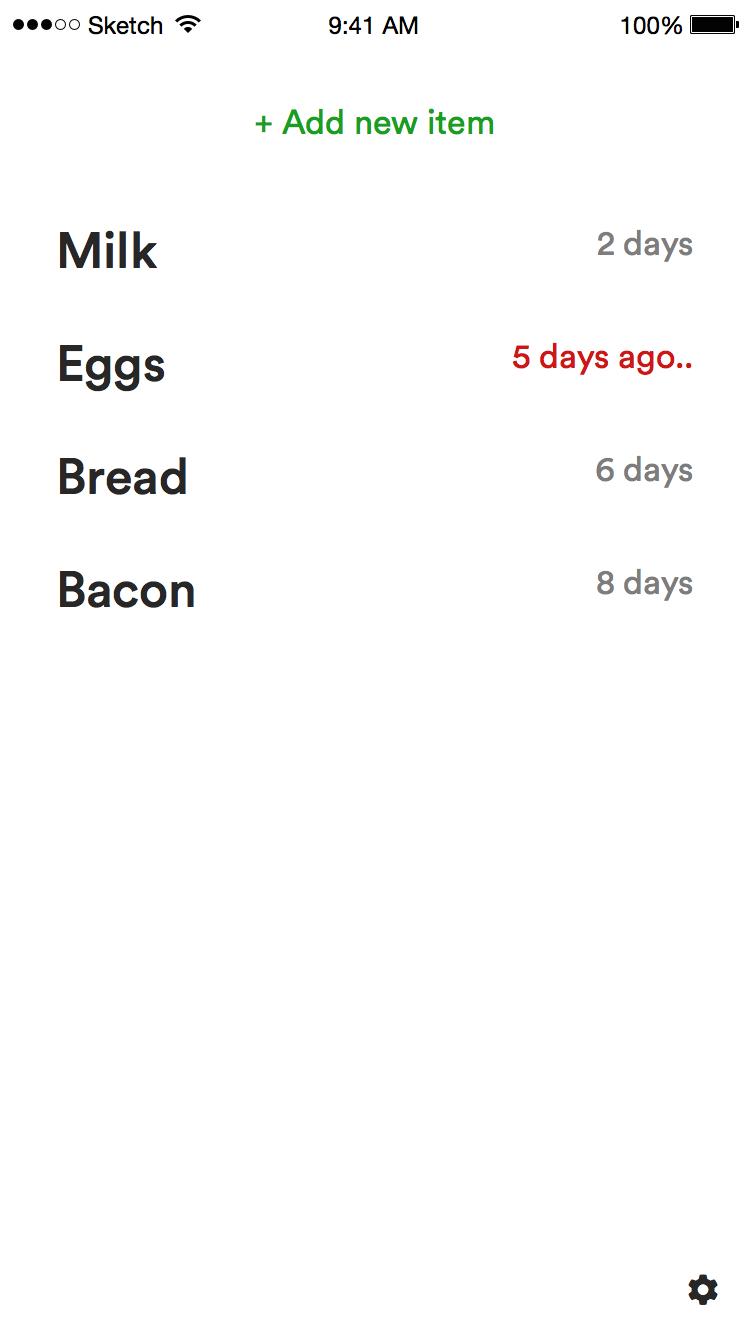 Sketch 9:41 AM 100%
+ Add new item
Milk 2 days
Eggs 5 days ago..
Bread 6 days
Bacon 8 days